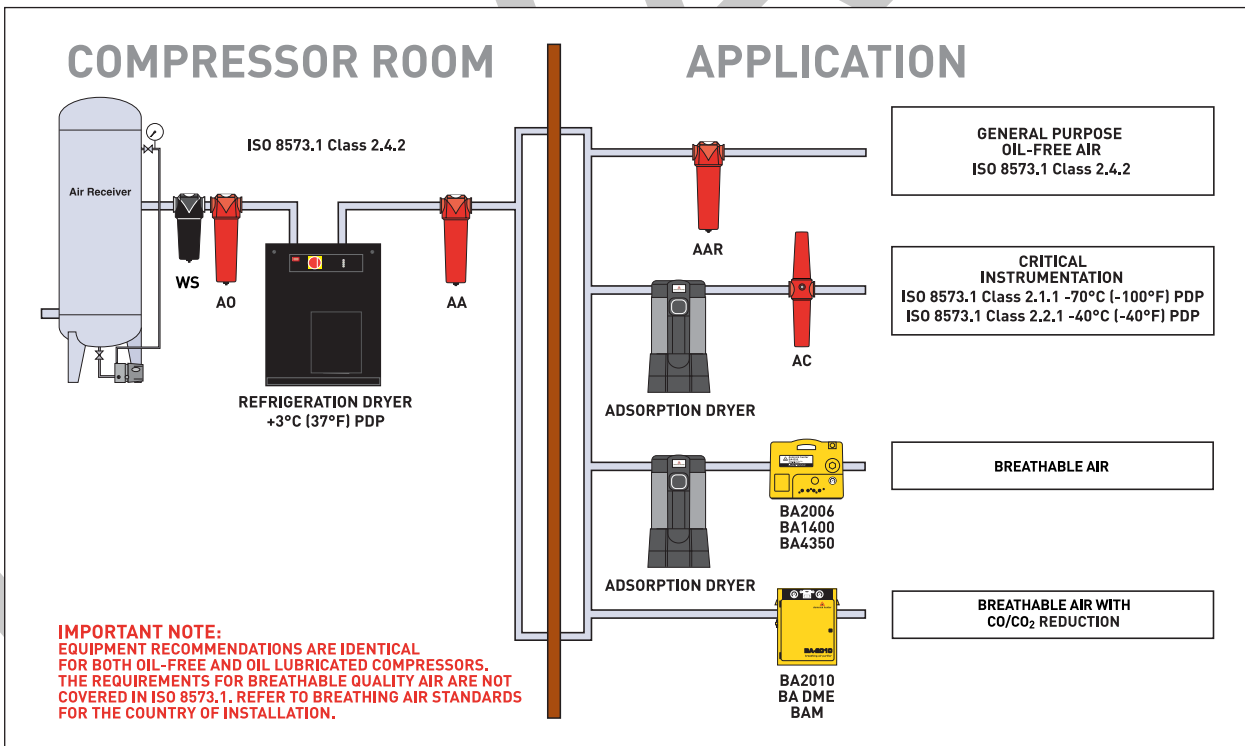 COMPRESSOR ROOM
APPLICATION
ISO 8573.1 Class 2.4.2
Air Receiver
WS
AO
REFRIGERATION DRYER
+3°C (37°F) PDP
AA
AAR
GENERAL PURPOSE
OIL-FREE AIR
ISO 8573.1 Class 2.4.2
ADSORPTION DRYER
AC
CRITICAL
INSTRUMENTATION
ISO 8573.1 Class 2.1.1 -70°C (-100°F) PDP
ISO 8573.1 Class 2.2.1 -40°C (-40°F) PDP
ADSORPTION DRYER
BA2006
BA1400
BA4350
BREATHABLE AIR
BA-2010
BA2010
BA DME
BAM
BREATHABLE AIR WITH
CO/CO₂ REDUCTION
IMPORTANT NOTE:
EQUIPMENT RECOMMENDATIONS ARE IDENTICAL
FOR BOTH OIL-FREE AND OIL LUBRICATED COMPRESSORS.
THE REQUIREMENTS FOR BREATHABLE QUALITY AIR ARE NOT
COVERED IN ISO 8573.1. REFER TO BREATHING AIR STANDARDS
FOR THE COUNTRY OF INSTALLATION.